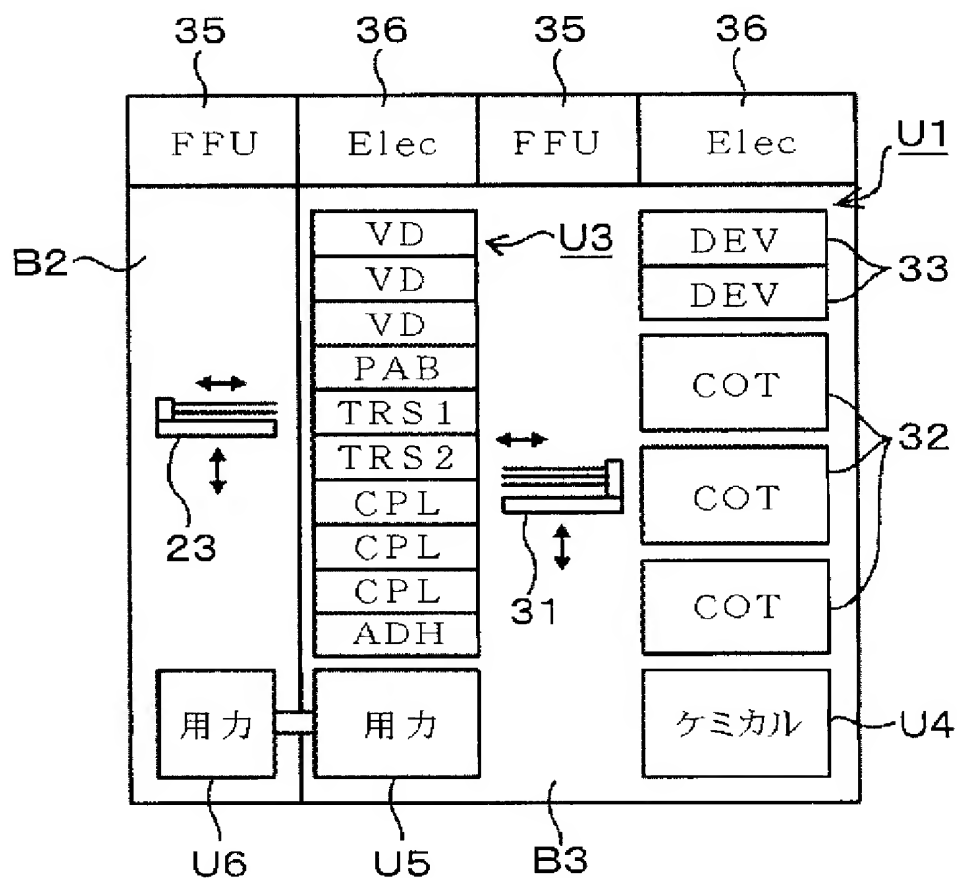 35 36 35 36
FFU Elec FFU Elec
U1
VD
U3
DEV
B2
VD
DEV
33
VD
PAB
COT
TRS1
32
TRS2
CPL
COT
23
CPL
31
CPL
COT
ADH
用力
用力
ケミカル
U4
U6
U5
B3